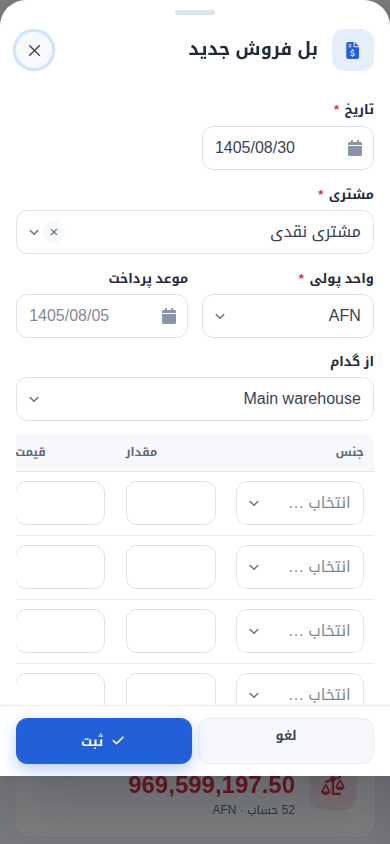 بل فروش جدید
تاریخ *
1405/08/30
مشتری *
مشتری نقدی
واحد پولی * موعد پرداخت
AFN 1405/08/05
از گدام
Main warehouse
جنس مقدار قیمت
انتخاب ...
انتخاب ...
انتخاب ...
انتخاب ...
لغو ثبت
969,599,197.50
52 حساب · AFN